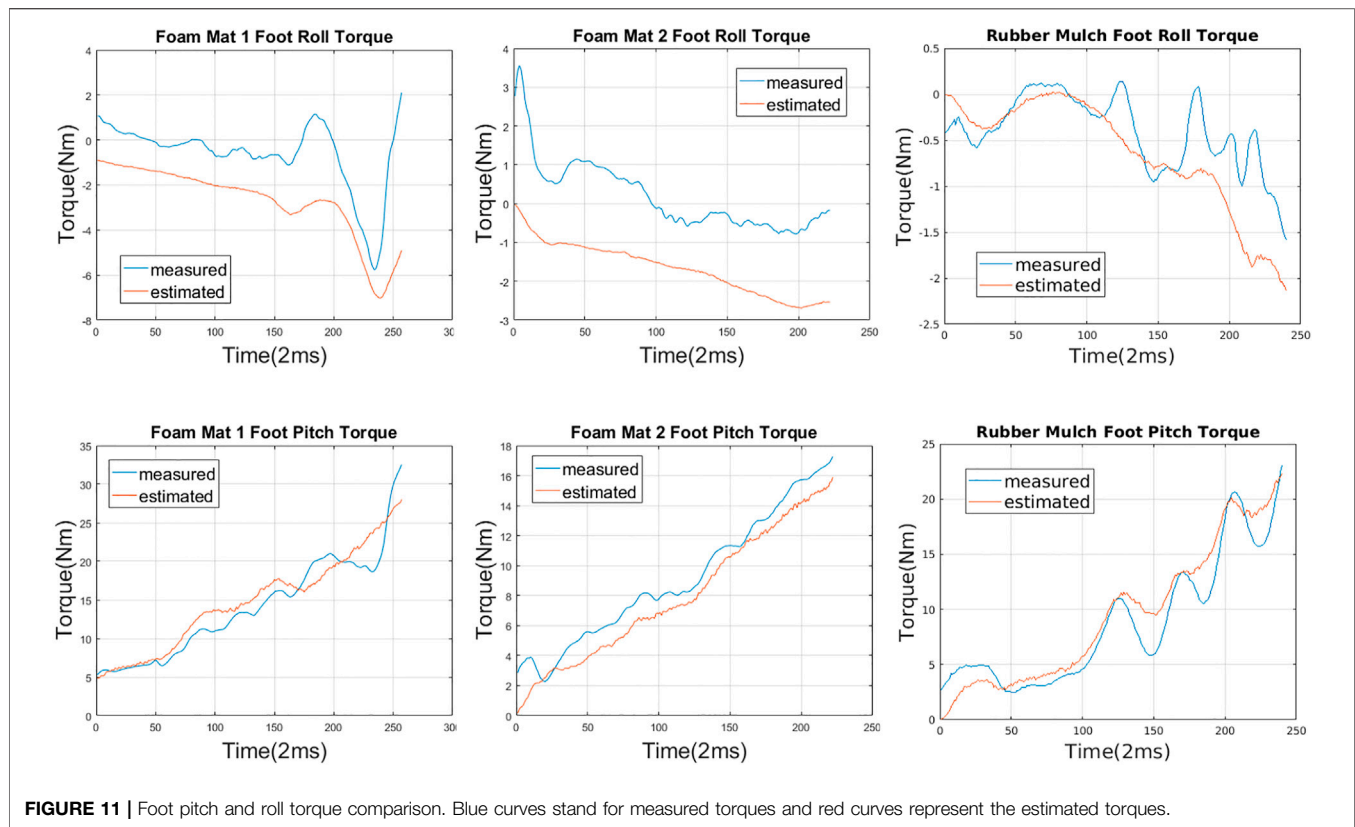 Foam Mat 1 Foot Roll Torque
4
2
0
-2
-4
-6
-8
Torque(Nm)
measured
estimated
0
50
100
150
200
250
30
Time(2ms)
Foam Mat 2 Foot Roll Torque
4
3
2
1
0
-1
-2
-3
Torque(Nm)
measured
estimated
0
50
100
150
200
250
Time(2ms)
Rubber Mulch Foot Roll Torque
0.5
0
-0.5
-1
-1.5
-2
-2.5
Torque(Nm)
measured
estimated
0
50
100
150
200
250
Time(2ms)
Foam Mat 1 Foot Pitch Torque
35
30
25
20
15
10
5
0
Torque(Nm)
measured
estimated
0
50
100
150
200
250
30
Time(2ms)
Foam Mat 2 Foot Pitch Torque
18
16
14
12
10
8
6
4
2
0
Torque(Nm)
measured
estimated
0
50
100
150
200
250
Time(2ms)
Rubber Mulch Foot Pitch Torque
25
20
15
10
5
0
Torque(Nm)
measured
estimated
0
50
100
150
200
250
Time(2ms)
FIGURE 11 | Foot pitch and roll torque comparison. Blue curves stand for measured torques and red curves represent the estimated torques.